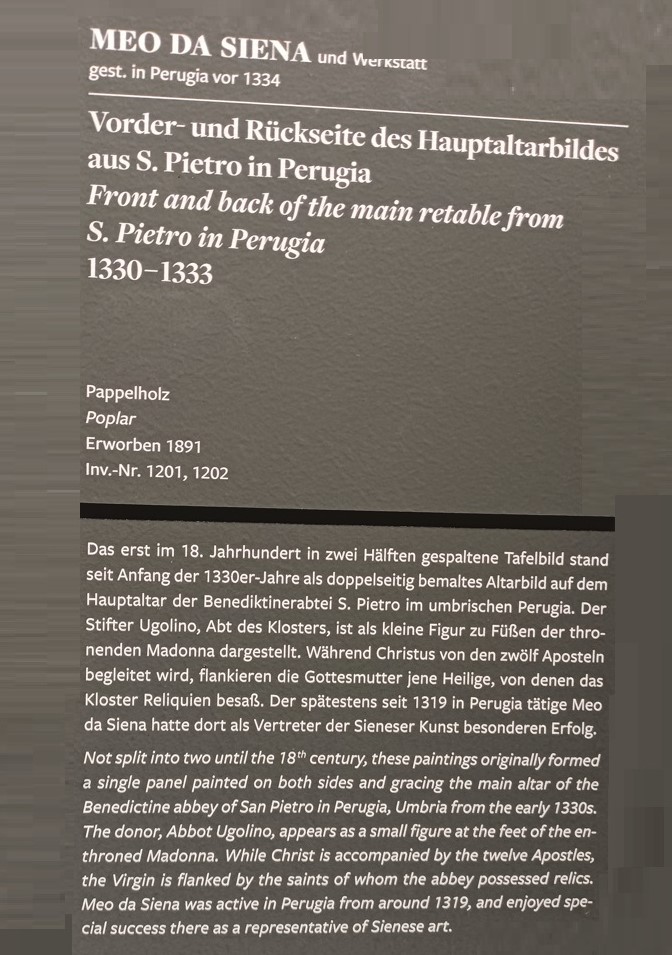 MEO DA SIENA und Werkstatt
gest. in Perugia vor 1334
Vorder- und Rückseite des Hauptaltarbildes
aus S. Pietro in Perugia
Front and back of the main retable from
S. Pietro in Perugia
1330–1333
Pappelholz
Poplar
Erworben 1891
Inv.-Nr. 1201, 1202
Das erst im 18. Jahrhundert in zwei Hälften gespaltene Tafelbild stand
seit Anfang der 1330er-Jahre als doppelseitig bemaltes Altarbild auf dem
Hauptaltar der Benediktinerabtei S. Pietro im umbrischen Perugia. Der
Stifter Ugolino, Abt des Klosters, ist als kleine Figur zu Füßen der thro-
nenden Madonna dargestellt. Während Christus von den zwölf Aposteln
begleitet wird, flankieren die Gottesmutter jene Heilige, von denen das
Kloster Reliquien besaß. Der spätestens seit 1319 in Perugia tätige Meo
da Siena hatte dort als Vertreter der Sieneser Kunst besonderen Erfolg.
Not split into two until the 18th century, these paintings originally formed
a single panel painted on both sides and gracing the main altar of the
Benedictine abbey of San Pietro in Perugia, Umbria from the early 1330s.
The donor, Abbot Ugolino, appears as a small figure at the feet of the en-
throned Madonna. While Christ is accompanied by the twelve Apostles,
the Virgin is flanked by the saints of whom the abbey possessed relics.
Meo da Siena was active in Perugia from around 1319, and enjoyed spe-
cial success there as a representative of Sienese art.